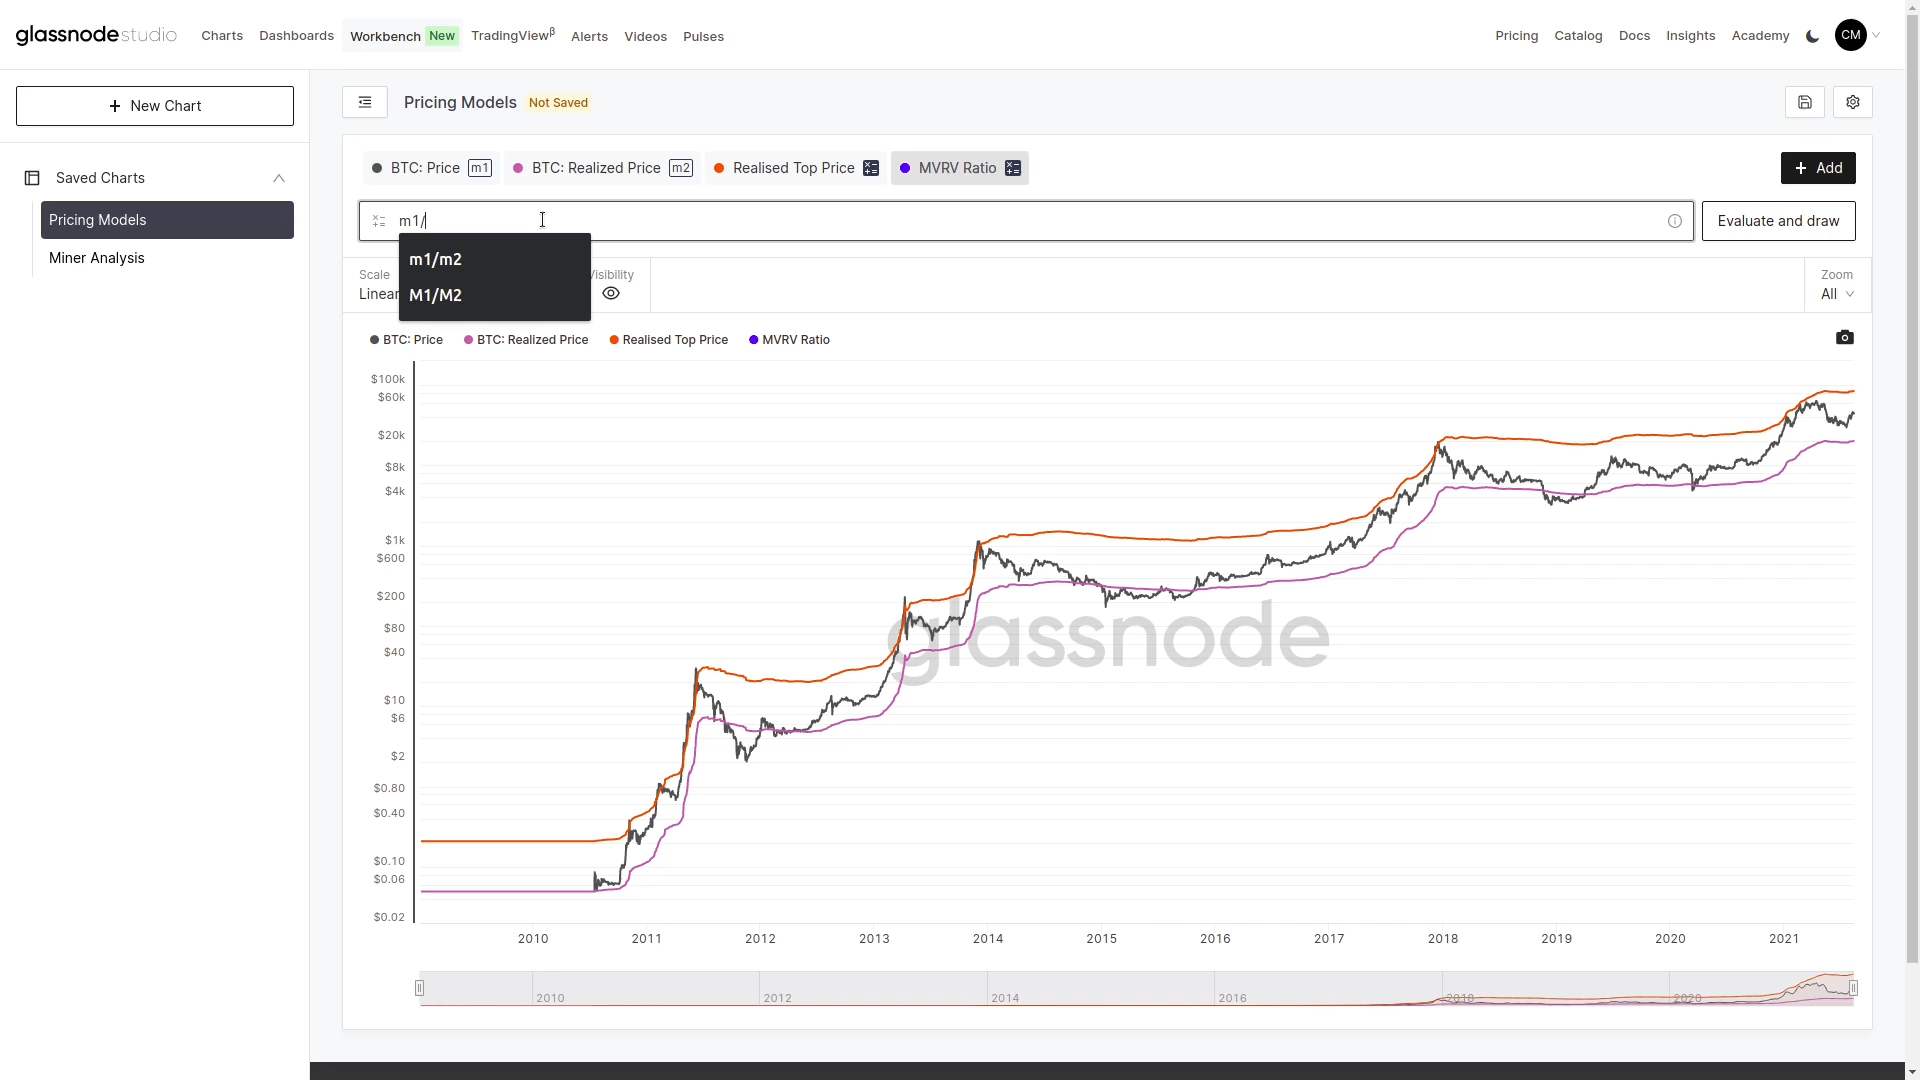 glassnodestudio Charts Dashboards Workbench New TradingViewβ Alerts Videos Pulses Pricing Catalog Docs Insights Academy CM
+ New Chart
Pricing Models Not Saved
Saved Charts
Pricing Models
Miner Analysis
BTC: Price m1 BTC: Realized Price m2 Realised Top Price MVRV Ratio + Add
m1/ Evaluate and draw
m1/m2
M1/M2
Scale
Linear
Visibility
Zoom
All
BTC: Price BTC: Realized Price Realised Top Price MVRV Ratio
$100k
$60k
$20k
$8k
$4k
$1k
$600
$200
$80
$40
$10
$6
$2
$0.80
$0.40
$0.10
$0.06
$0.02
glassnode
2010 2011 2012 2013 2014 2015 2016 2017 2018 2019 2020 2021
2010 2012 2014 2016 2018 2020